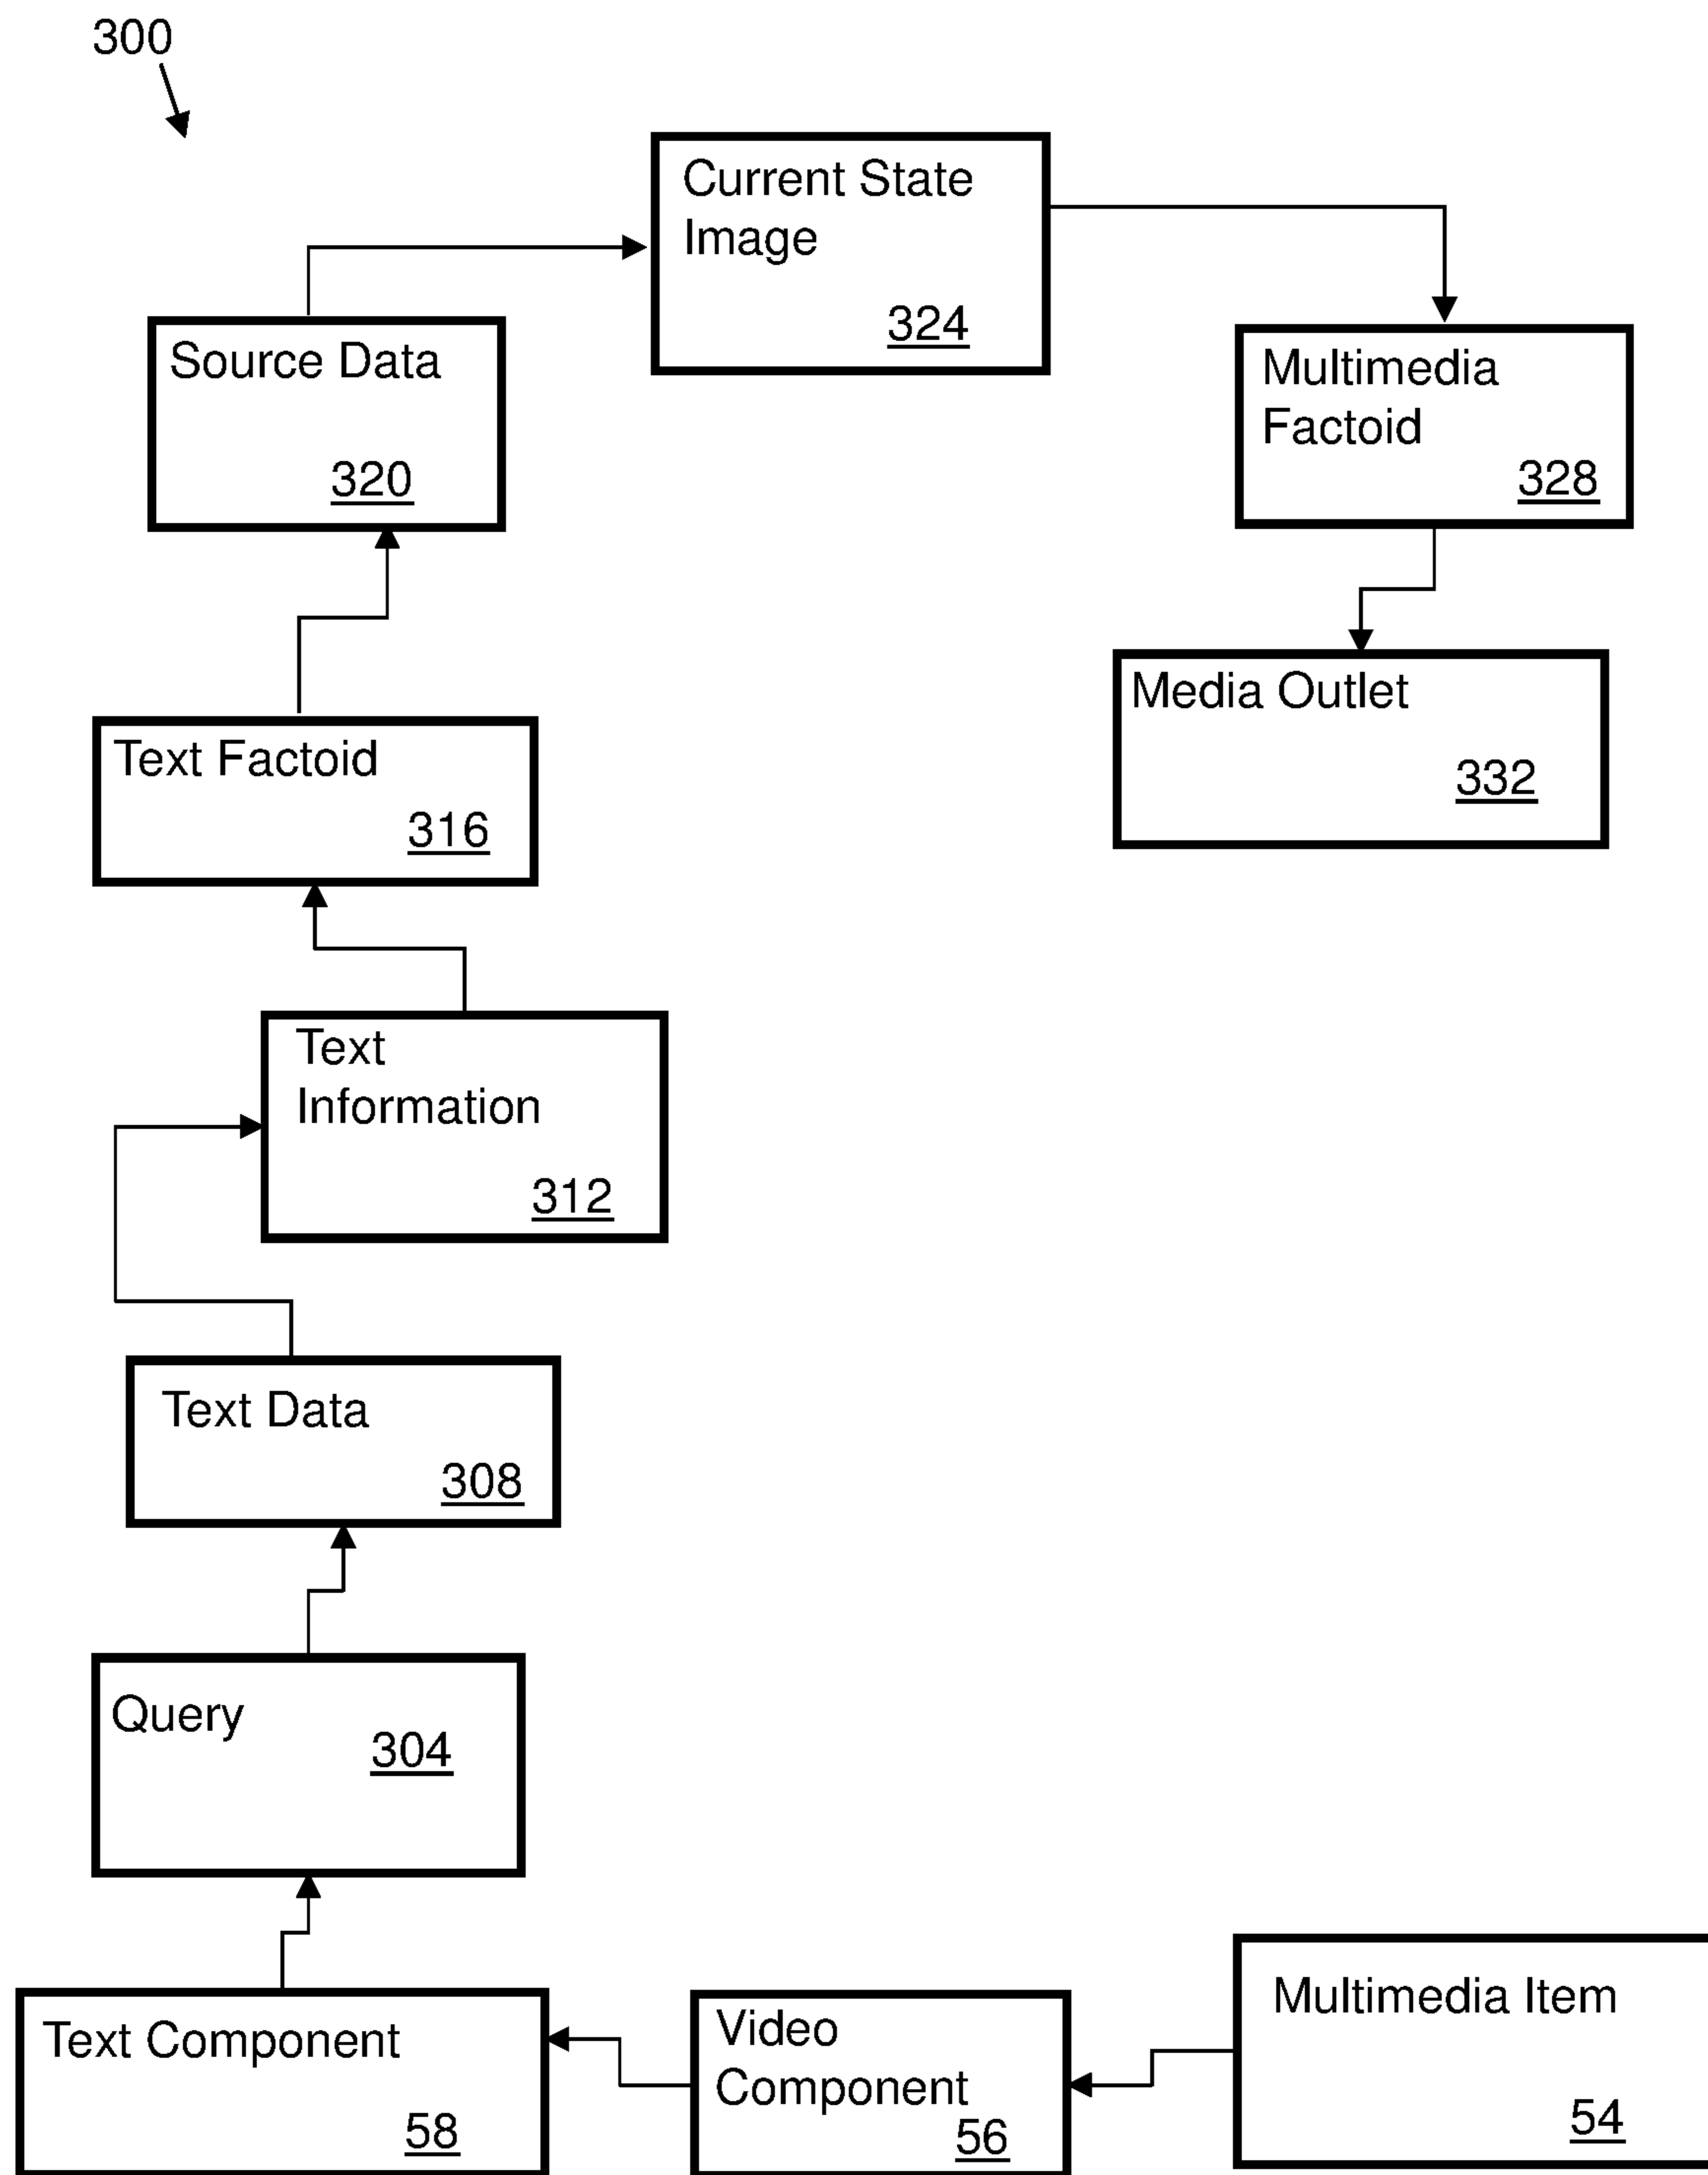 300
Current State
Image
324
Source Data
320
Multimedia
Factoid
328
Media Outlet
332
Text Factoid
316
Text
Information
312
Text Data
308
Query
304
Text Component
58
Video
Component
56
Multimedia Item
54